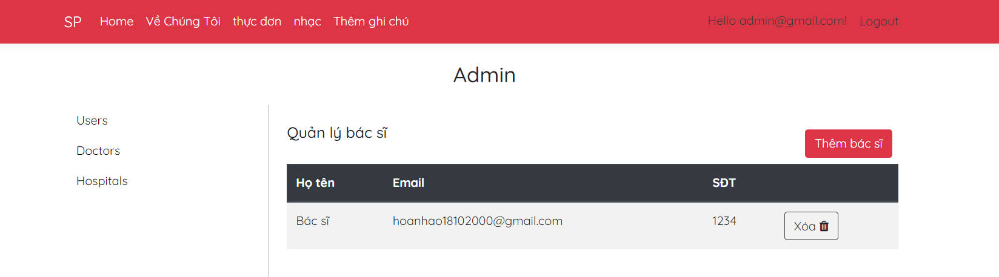 SP Home Về Chúng Tôi thực đơn nhạc Thêm ghi chú Hello admin@gmail.com! Logout
Admin
Users
Doctors
Hospitals
Quản lý bác sĩ
Thêm bác sĩ
Họ tên Email SĐT
Bác sĩ hoanhao18102000@gmail.com 1234 Xóa